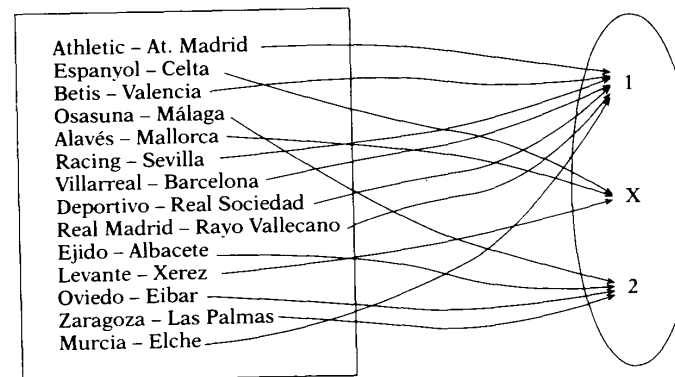 Athletic – At. Madrid
Espanyol – Celta
Betis – Valencia
Osasuna – Málaga
Alavés – Mallorca
Racing – Sevilla
Villarreal – Barcelona
Deportivo – Real Sociedad
Real Madrid – Rayo Vallecano
Ejido – Albacete
Levante – Xerez
Oviedo – Eibar
Zaragoza – Las Palmas
Murcia – Elche
1
X
2